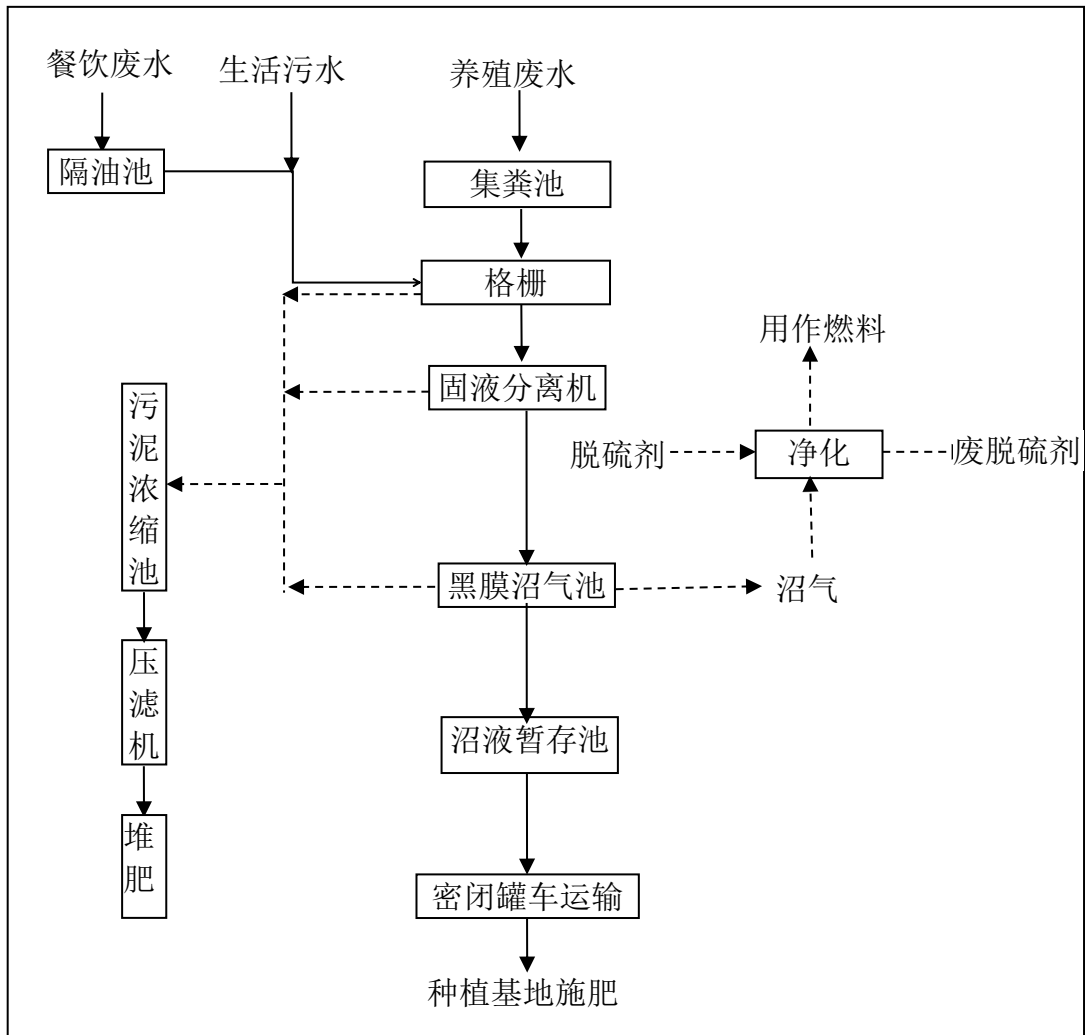 餐饮废水
生活污水
养殖废水
隔油池
集粪池
格栅
用作燃料
固液分离机
污泥浓缩池
脱硫剂
净化
废脱硫剂
黑膜沼气池
沼气
压滤机
沼液暂存池
堆肥
密闭罐车运输
种植基地施肥